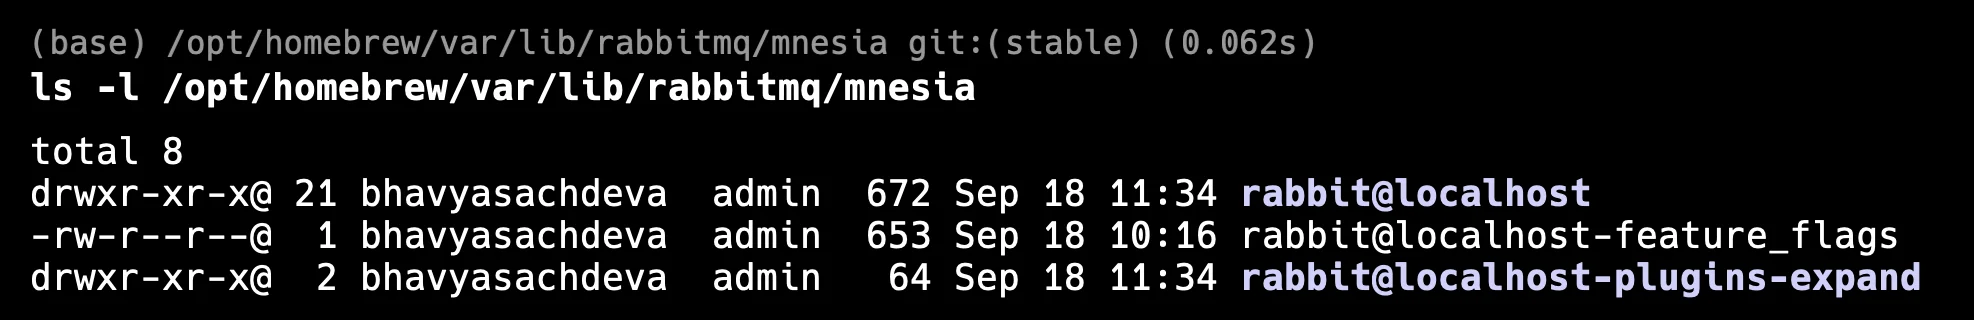 (base) /opt/homebrew/var/lib/rabbitmq/mnesia git:(stable) (0.062s)
ls -l /opt/homebrew/var/lib/rabbitmq/mnesia
total 8
drwxr-xr-x@ 21 bhavyasachdeva  admin  672 Sep 18 11:34 rabbit@localhost
-rw-r--r--@  1 bhavyasachdeva  admin  653 Sep 18 10:16 rabbit@localhost-feature_flags
drwxr-xr-x@  2 bhavyasachdeva  admin   64 Sep 18 11:34 rabbit@localhost-plugins-expand